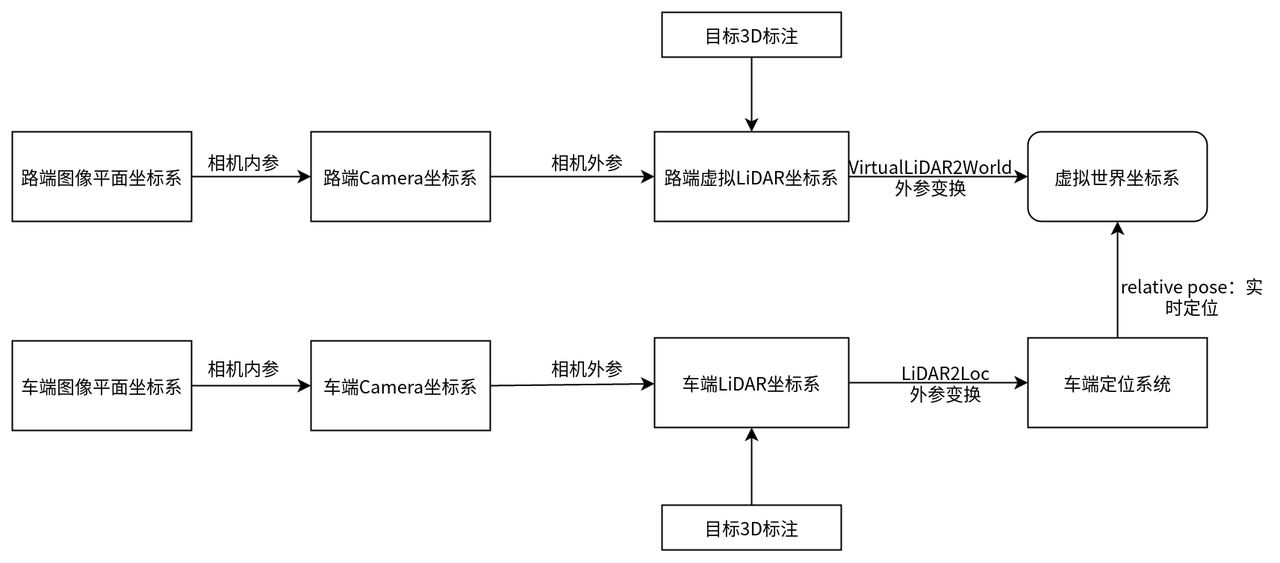 目标3D标注
路端图像平面坐标系
相机内参
路端Camera坐标系
相机外参
路端虚拟LiDAR坐标系
VirtualLiDAR2World
外参变换
虚拟世界坐标系
relative pose：实
时定位
车端图像平面坐标系
相机内参
车端Camera坐标系
相机外参
车端LiDAR坐标系
LiDAR2Loc
外参变换
车端定位系统
目标3D标注